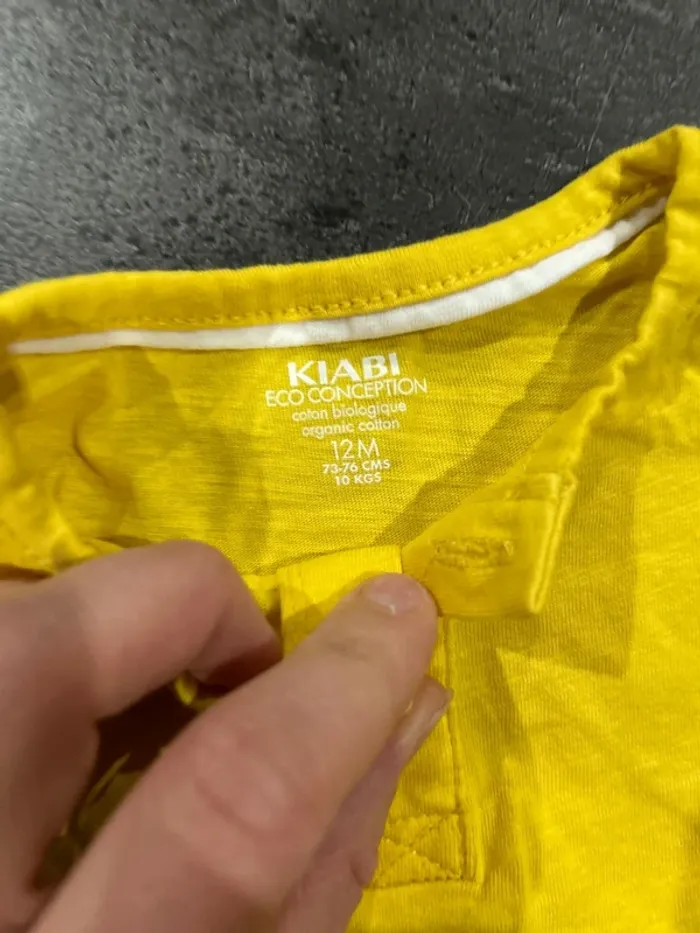 KIABI
ECO CONCEPTION
coton biologique
organic cotton
12M
73-76 CMS
10 KGS